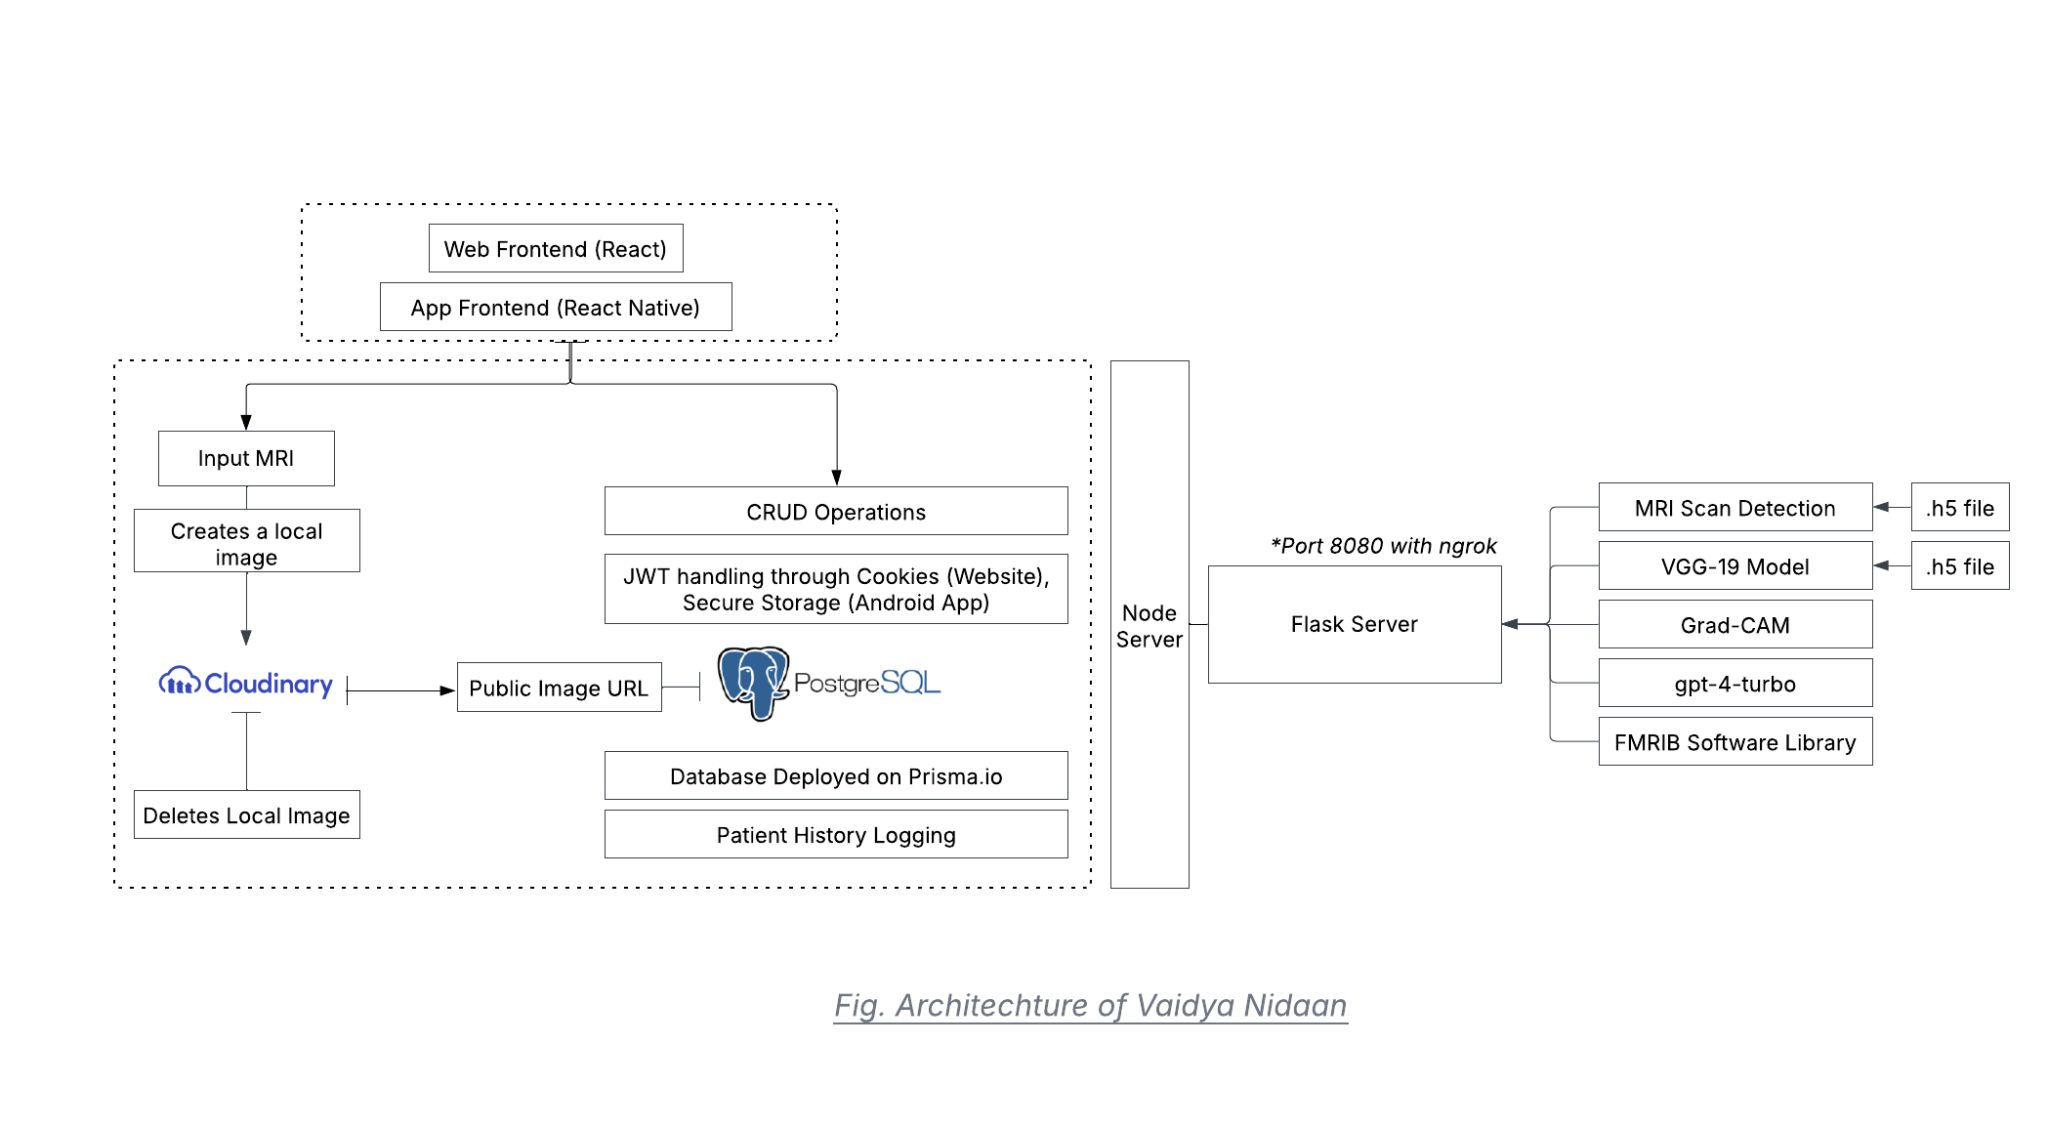 Web Frontend (React)
App Frontend (React Native)
Input MRI
Creates a local
image
Cloudinary
Deletes Local Image
Public Image URL
CRUD Operations
JWT handling through Cookies (Website),
Secure Storage (Android App)
PostgreSQL
Database Deployed on Prisma.io
Patient History Logging
Node
Server
*Port 8080 with ngrok
Flask Server
MRI Scan Detection
.h5 file
VGG-19 Model
.h5 file
Grad-CAM
gpt-4-turbo
FMRIB Software Library
Fig. Architechture of Vaidya Nidaan